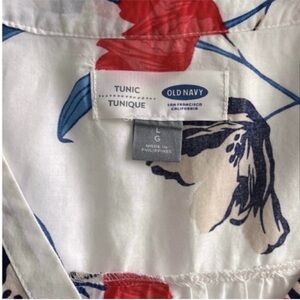 TUNIC
TUNIQUE
OLD NAVY
SAN FRANCISCO
CALIFORNIA
L
G
MADE IN
PHILIPPINES